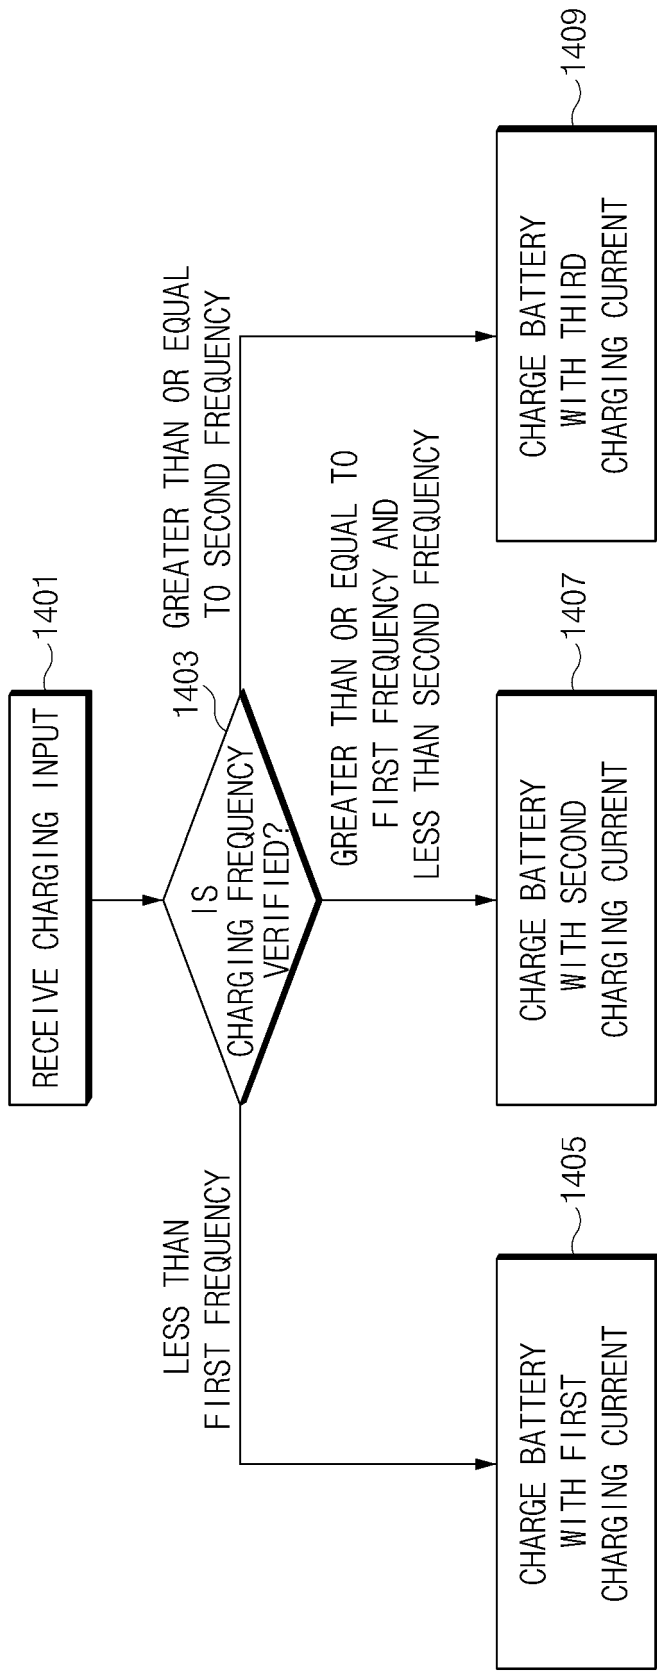 RECEIVE CHARGING INPUT
1401
IS
CHARGING FREQUENCY
VERIFIED?
1403
LESS THAN
FIRST FREQUENCY
GREATER THAN OR EQUAL TO
FIRST FREQUENCY AND
LESS THAN SECOND FREQUENCY
GREATER THAN OR EQUAL
TO SECOND FREQUENCY
CHARGE BATTERY
WITH FIRST
CHARGING CURRENT
1405
CHARGE BATTERY
WITH SECOND
CHARGING CURRENT
1407
CHARGE BATTERY
WITH THIRD
CHARGING CURRENT
1409